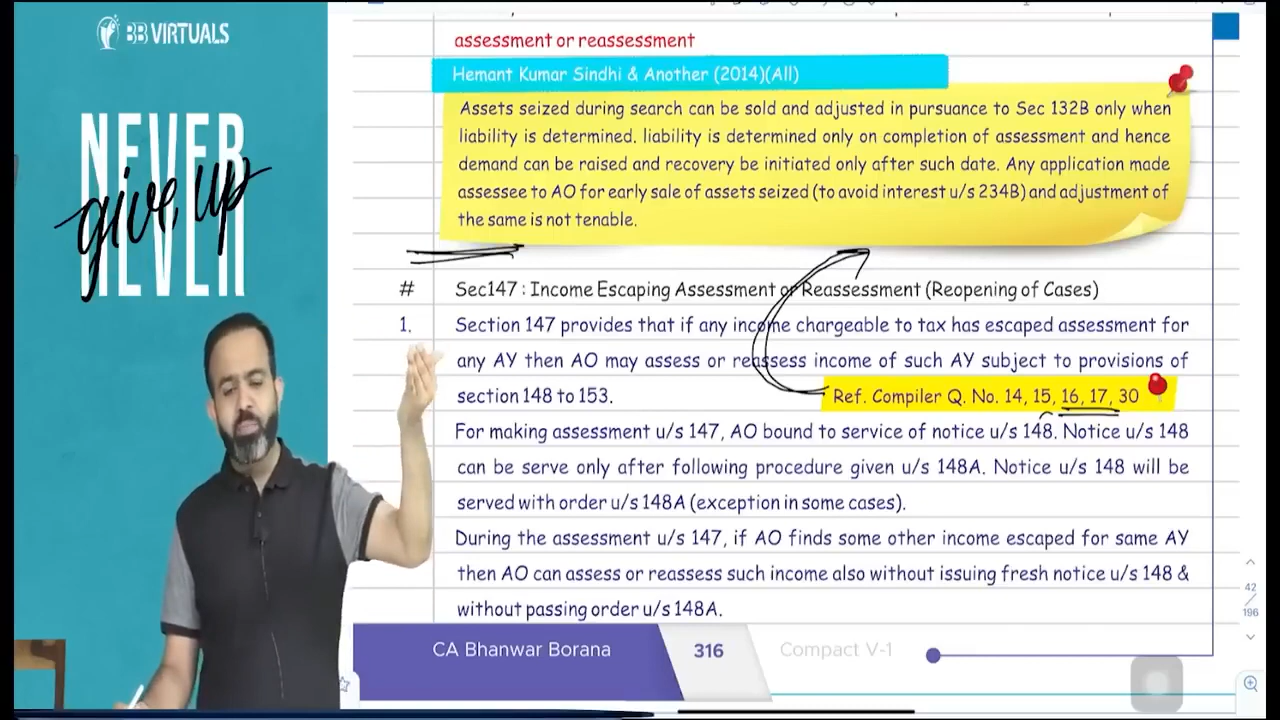 BB VIRTUALS
NEVER
give up
NEVER
assessment or reassessment
Hemant Kumar Sindhi & Another (2014)(All)
Assets seized during search can be sold and adjusted in pursuance to Sec 132B only when
liability is determined. liability is determined only on completion of assessment and hence
demand can be raised and recovery be initiated only after such date. Any application made
assessee to AO for early sale of assets seized (to avoid interest u/s 234B) and adjustment of
the same is not tenable.
# Sec147 : Income Escaping Assessment or Reassessment (Reopening of Cases)
1. Section 147 provides that if any income chargeable to tax has escaped assessment for
any AY then AO may assess or reassess income of such AY subject to provisions of
section 148 to 153. Ref. Compiler Q. No. 14, 15, 16, 17, 30
For making assessment u/s 147, AO bound to service of notice u/s 148. Notice u/s 148
can be serve only after following procedure given u/s 148A. Notice u/s 148 will be
served with order u/s 148A (exception in some cases).
During the assessment u/s 147, if AO finds some other income escaped for same AY
then AO can assess or reassess such income also without issuing fresh notice u/s 148 &
without passing order u/s 148A.
42
196
CA Bhanwar Borana 316 Compact V-1